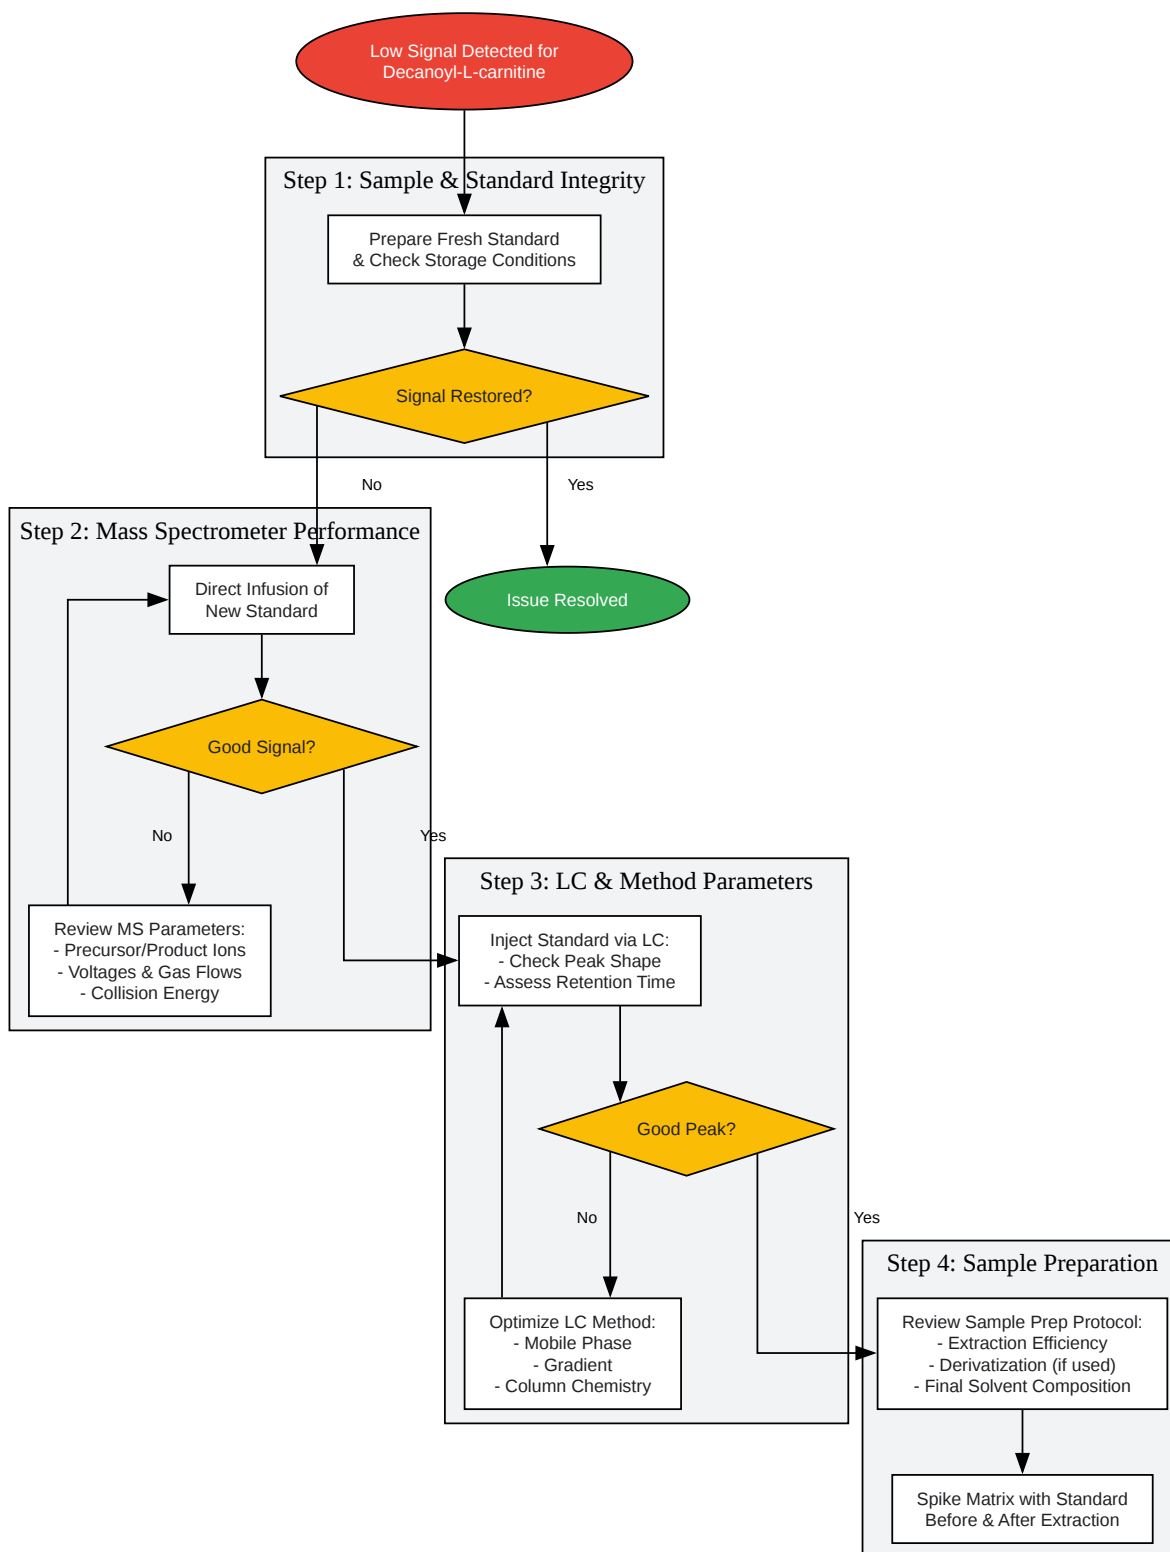 Low Signal Detected for
Decanoyl-L-carnitine
Step 1: Sample & Standard Integrity
Prepare Fresh Standard
& Check Storage Conditions
Signal Restored?
No
Yes
Step 2: Mass Spectrometer Performance
Direct Infusion of
New Standard
Issue Resolved
Good Signal?
No
Yes
Review MS Parameters:
- Precursor/Product Ions
- Voltages & Gas Flows
- Collision Energy
Step 3: LC & Method Parameters
Inject Standard via LC:
- Check Peak Shape
- Assess Retention Time
Good Peak?
No
Yes
Optimize LC Method:
- Mobile Phase
- Gradient
- Column Chemistry
Step 4: Sample Preparation
Review Sample Prep Protocol:
- Extraction Efficiency
- Derivatization (if used)
- Final Solvent Composition
Spike Matrix with Standard
Before & After Extraction